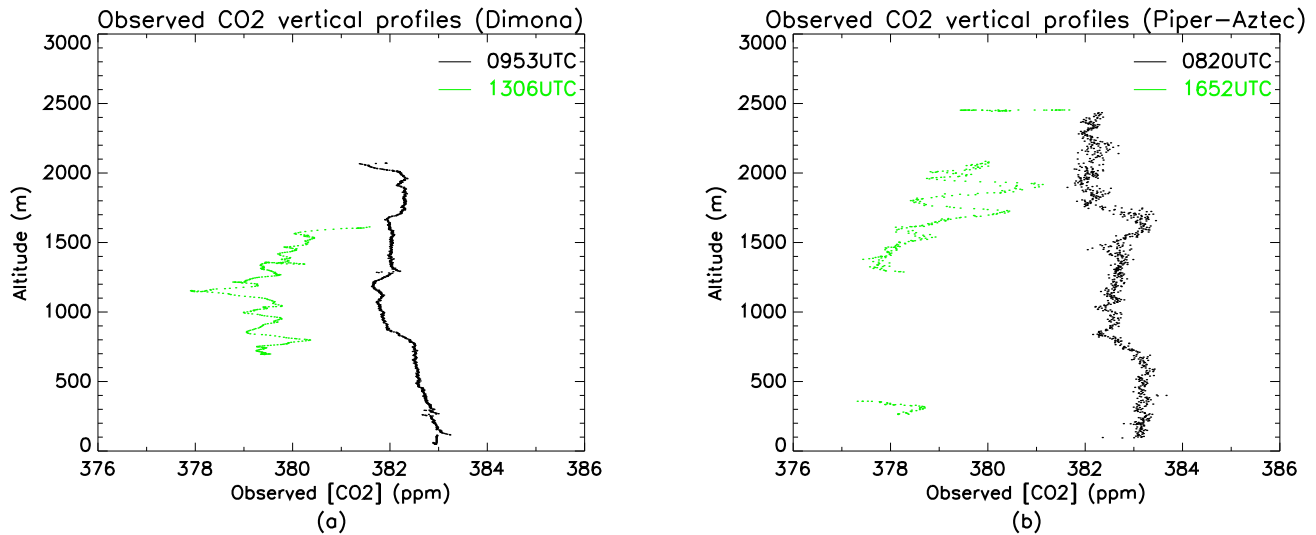 Observed CO2 vertical profiles (Dimona)
3000
2500
2000
1500
1000
500
0
Altitude (m)
0953UTC
1306UTC
376 378 380 382 384 386
Observed [CO2] (ppm)
(a)
Observed CO2 vertical profiles (Piper-Aztec)
3000
2500
2000
1500
1000
500
0
Altitude (m)
0820UTC
1652UTC
376 378 380 382 384 386
Observed [CO2] (ppm)
(b)